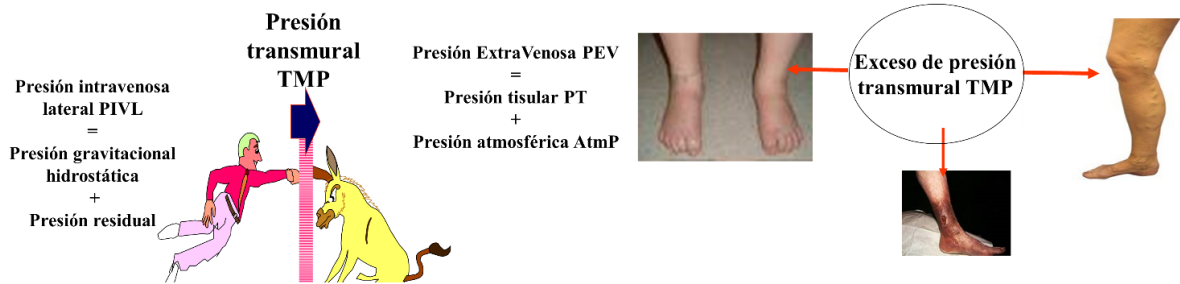 Presión
transmural
TMP
Presión intravenosa
lateral PIVL
=
Presión gravitacional
hidrostática
+
Presión residual
Presión ExtraVenosa PEV
=
Presión tisular PT
+
Presión atmosférica AtmP
Exceso de presión
transmural TMP